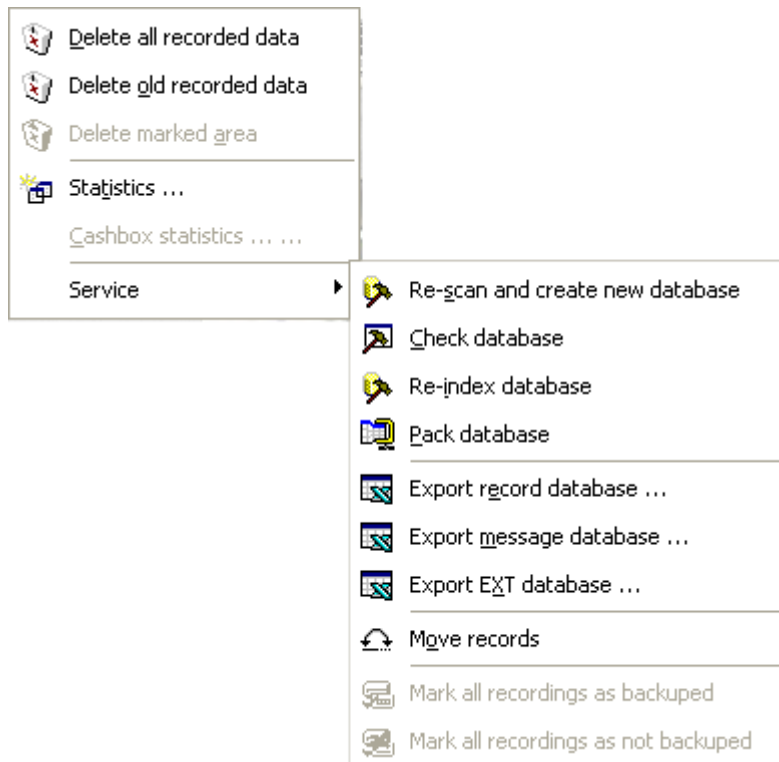 Delete all recorded data
Delete old recorded data
Delete marked area
Statistics ...
Cashbox statistics ... ...
Service
Re-scan and create new database
Check database
Re-index database
Pack database
Export record database ...
Export message database ...
Export EXT database ...
Move records
Mark all recordings as backuped
Mark all recordings as not backuped